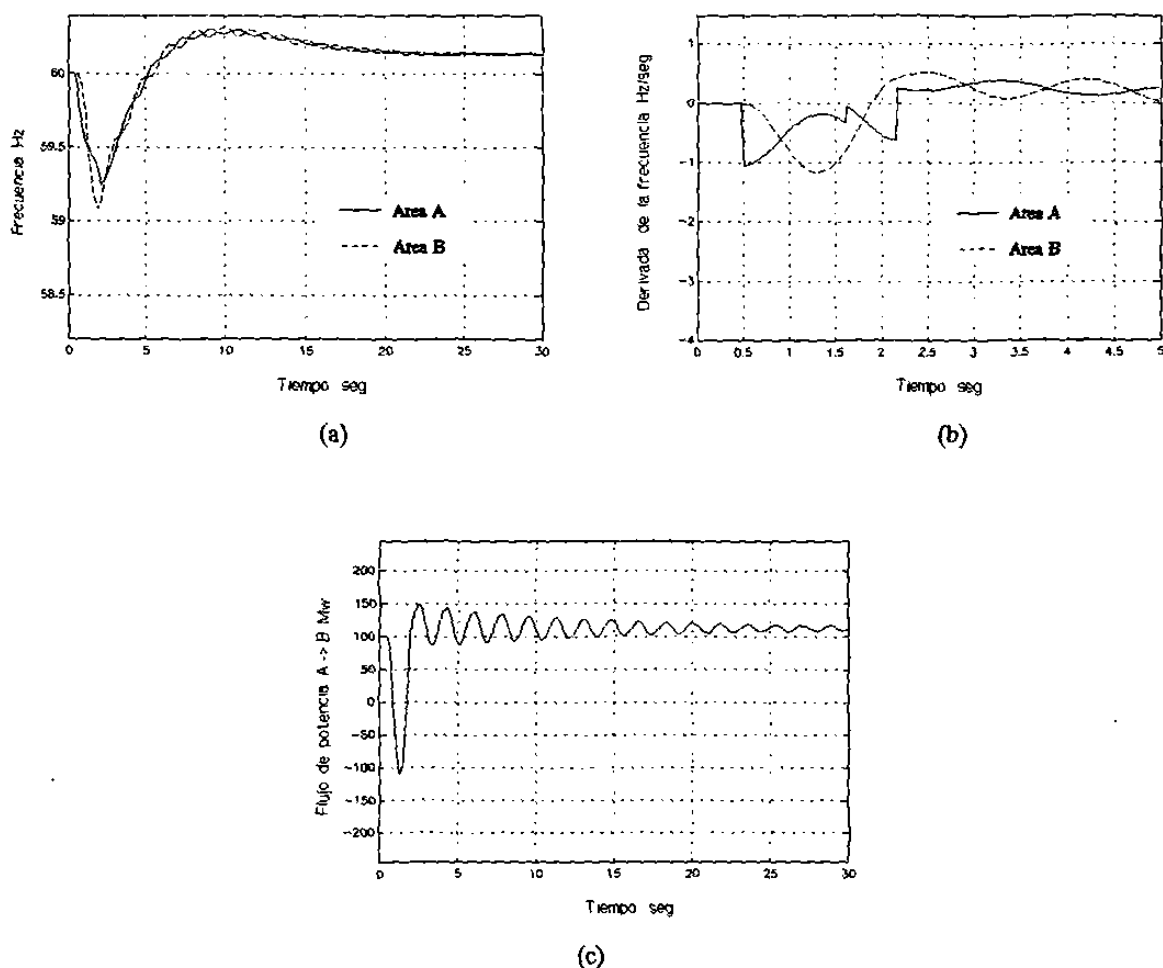 Frecuencia Hz
60
59.5
59
58.5
0 5 10 15 20 25 30
Area A
Area B
Tiempo seg
(a)
Derivada de la frecuencia Hz/seg
1
0
-1
-2
-3
-4
0 0.5 1 1.5 2 2.5 3 3.5 4 4.5 5
Area A
Area B
Tiempo seg
(b)
Flujo de potencia A -> B Mw
200
150
100
50
0
-50
-100
-150
-200
0 5 10 15 20 25 30
Tiempo seg
(c)